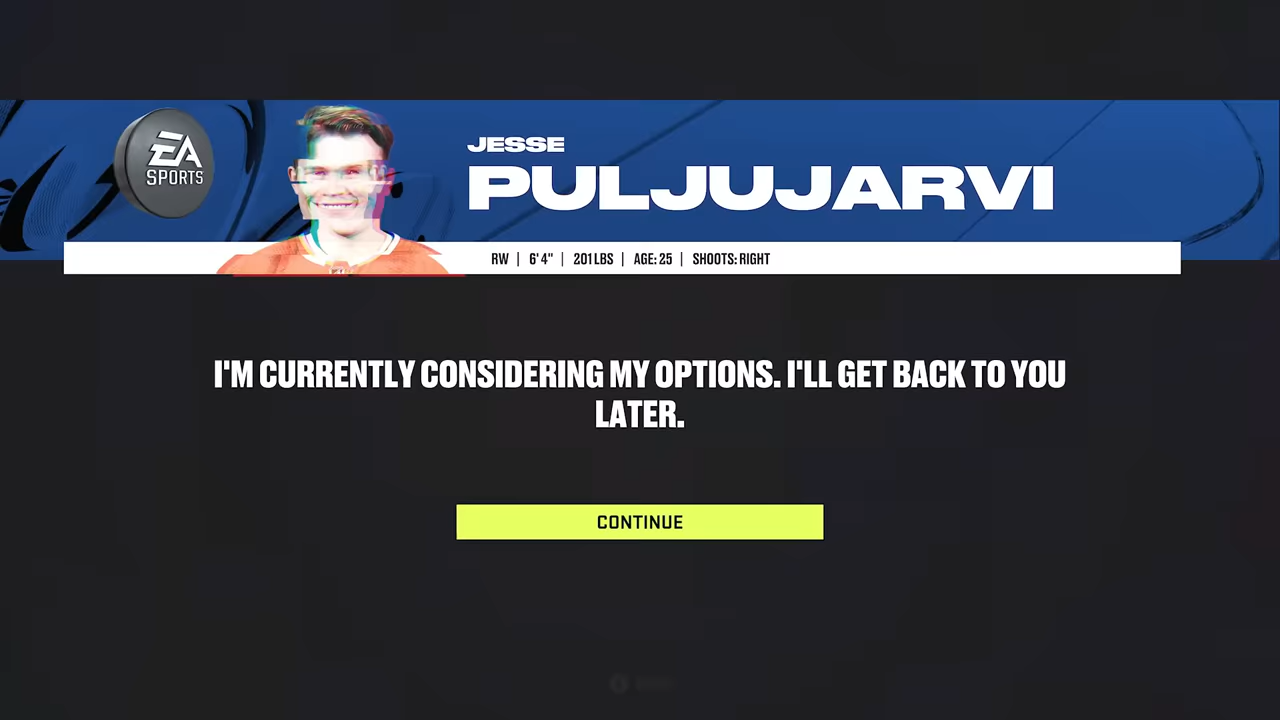 EA
SPORTS
JESSE
PULJUJARVI
RW | 6'4" | 201 LBS | AGE: 25 | SHOOTS: RIGHT
I'M CURRENTLY CONSIDERING MY OPTIONS. I'LL GET BACK TO YOU
LATER.
CONTINUE